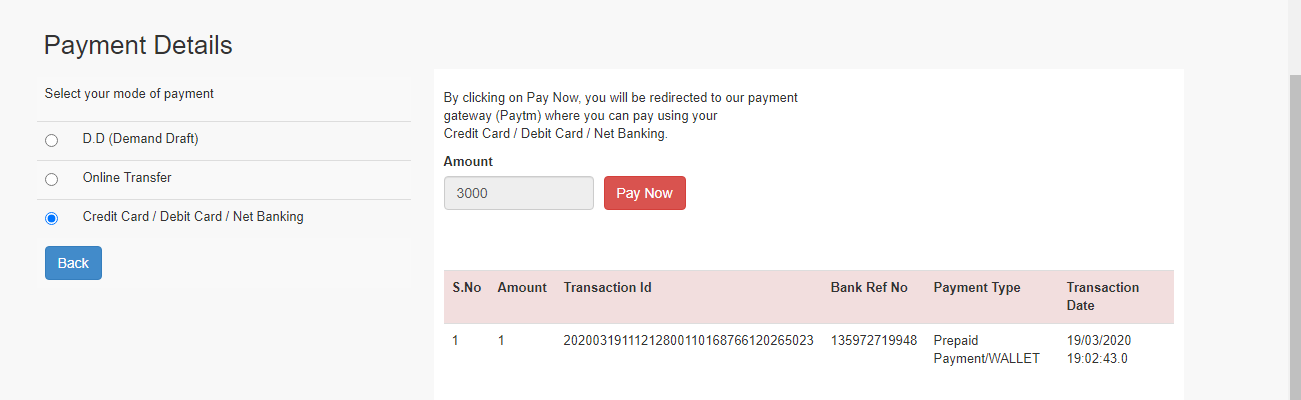 Payment Details
Select your mode of payment
D.D (Demand Draft)
Online Transfer
Credit Card / Debit Card / Net Banking
Back
By clicking on Pay Now, you will be redirected to our payment
gateway (Paytm) where you can pay using your
Credit Card / Debit Card / Net Banking.
Amount
3000 Pay Now
S.No Amount Transaction Id Bank Ref No Payment Type Transaction
Date
1 1 20200319111212800110168766120265023 135972719948 Prepaid 19/03/2020
Payment/WALLET 19:02:43.0